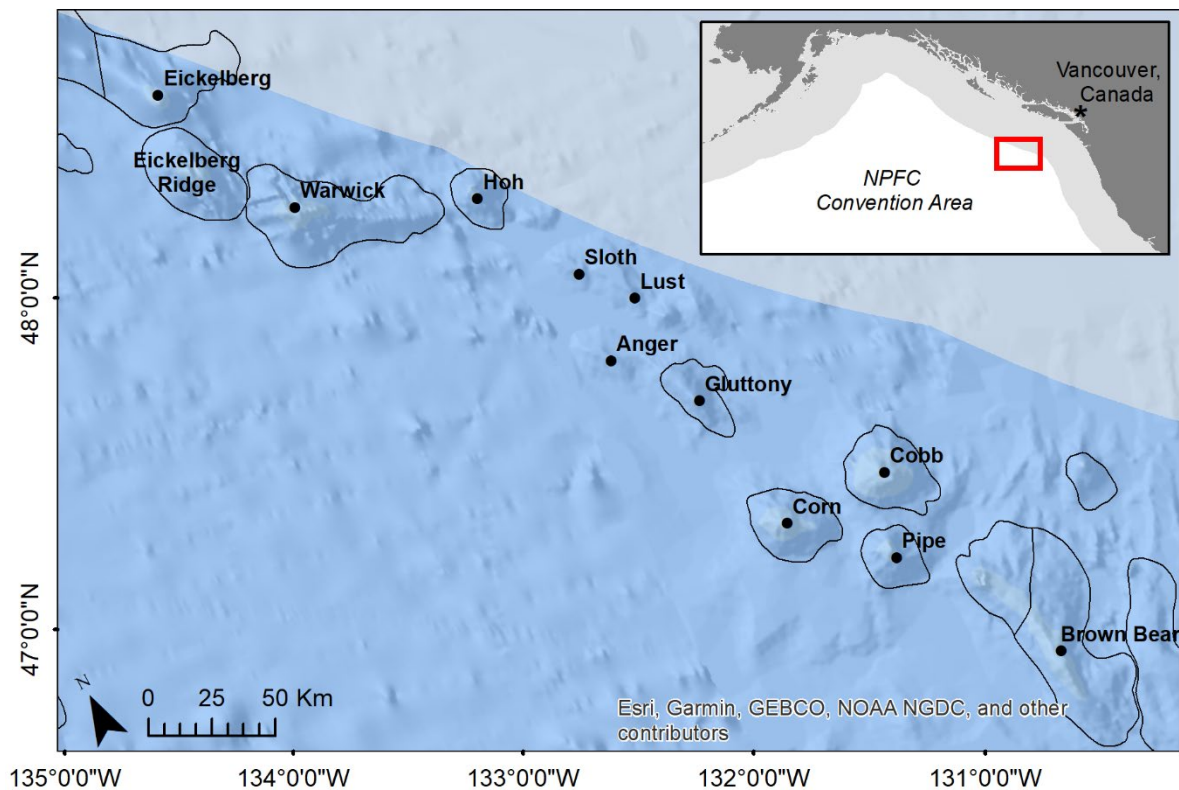 Eickelberg
Eickelberg
Ridge
Warwick
Hoh
Sloth
Lust
Anger
Gluttony
Cobb
Corn
Pipe
Brown Bear
Vancouver,
Canada
*
NPFC
Convention Area
48°0'0"N
47°0'0"N
N
0 25 50 Km
Esri, Garmin, GEBCO, NOAA NGDC, and other
contributors
135°0'0"W 134°0'0"W 133°0'0"W 132°0'0"W 131°0'0"W